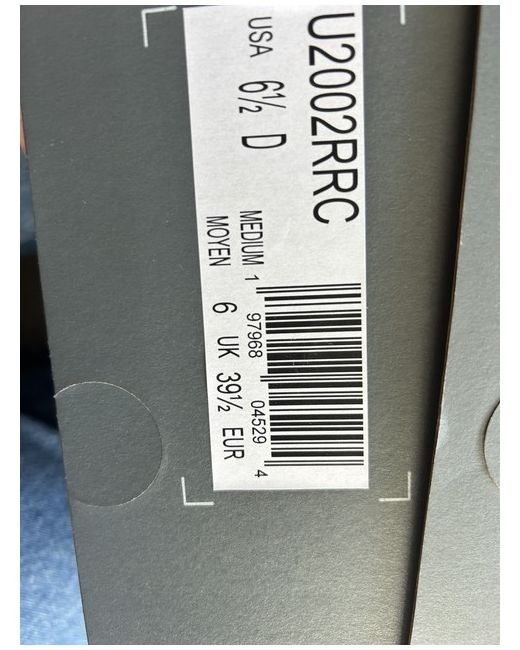 U2002RRC
USA 6½ D
MEDIUM
MOYEN
6 UK 39½ EUR
1 97968 04529 4